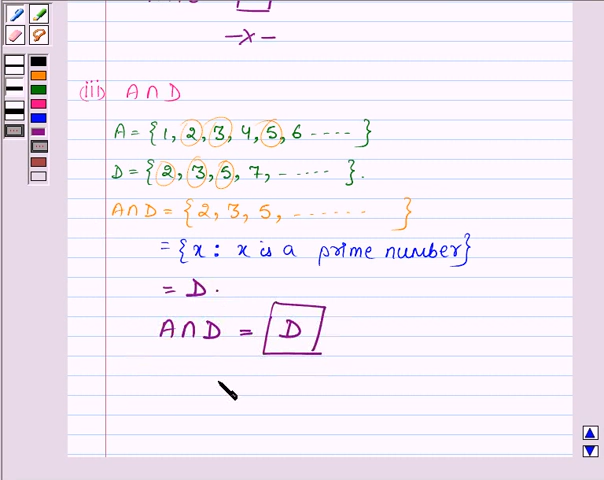 -x-
(iii) A ∩ D
A = {1, 2, 3, 4, 5, 6 ---- }
D = {2, 3, 5, 7, ------ }.
A∩D = {2, 3, 5, ------- }
= {x : x is a prime number}
= D.
A∩D = D